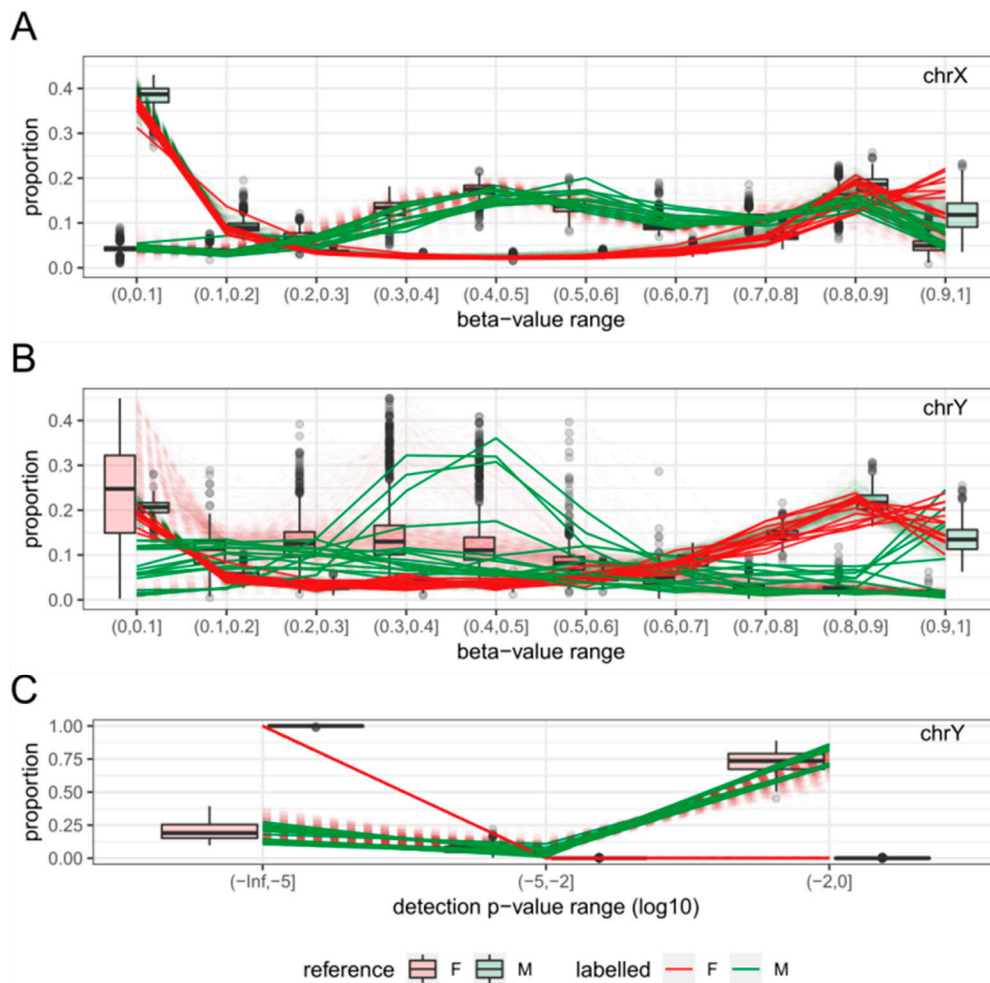 A
chrX
proportion
0.4
0.3
0.2
0.1
0.0
(0,0.1] (0.1,0.2] (0.2,0.3] (0.3,0.4] (0.4,0.5] (0.5,0.6] (0.6,0.7] (0.7,0.8] (0.8,0.9] (0.9,1]
beta−value range
B
chrY
proportion
0.4
0.3
0.2
0.1
0.0
(0,0.1] (0.1,0.2] (0.2,0.3] (0.3,0.4] (0.4,0.5] (0.5,0.6] (0.6,0.7] (0.7,0.8] (0.8,0.9] (0.9,1]
beta−value range
C
chrY
proportion
1.00
0.75
0.50
0.25
0.00
(−Inf,−5] (−5,−2] (−2,0]
detection p−value range (log10)
reference F M labelled F M